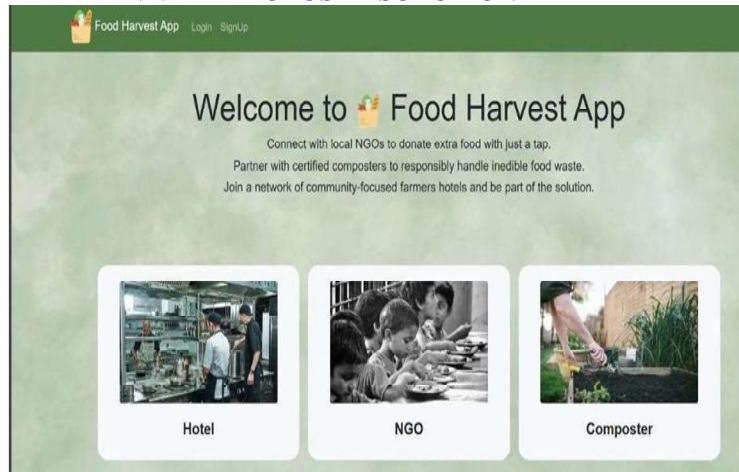 Food Harvest App Login SignUp
Welcome to Food Harvest App
Connect with local NGOs to donate extra food with just a tap.
Partner with certified composters to responsibly handle inedible food waste.
Join a network of community-focused farmers hotels and be part of the solution.
Hotel
NGO
Composter